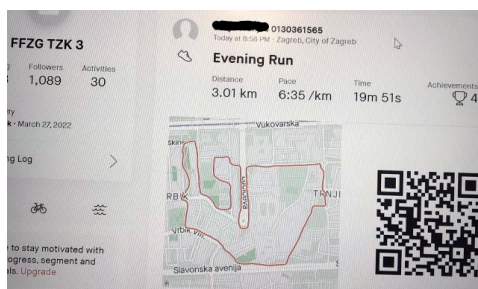 FFZG TZK 3
Followers
Activities
1,089
30
March 27, 2022
ng Log
to stay motivated with
ogress, segment and
Upgrade
0130361565
Today at 8:58 PM - Zagreb, City of Zagreb
Evening Run
Distance
Pace
Time
Achievements
3.01 km
6:35 /km
19m 51s
4
Vukovarska
TRNJ
Slavonska avenija